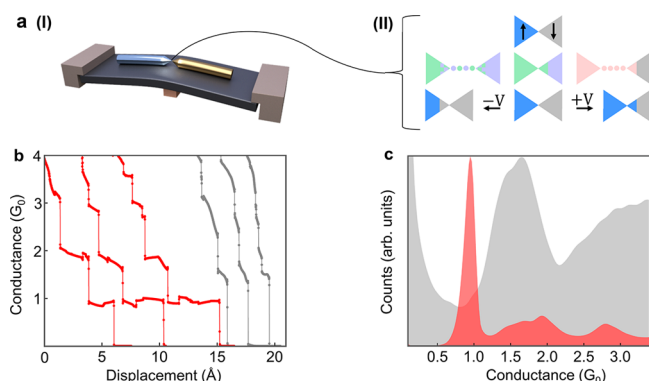 a (I)
(II)
−V
+V
b
4
3
2
1
0
5
10
15
20
Conductance (G₀)
Displacement (Å)
c
Counts (arb. units)
0.5
1.0
1.5
2.0
2.5
3.0
Conductance (G₀)